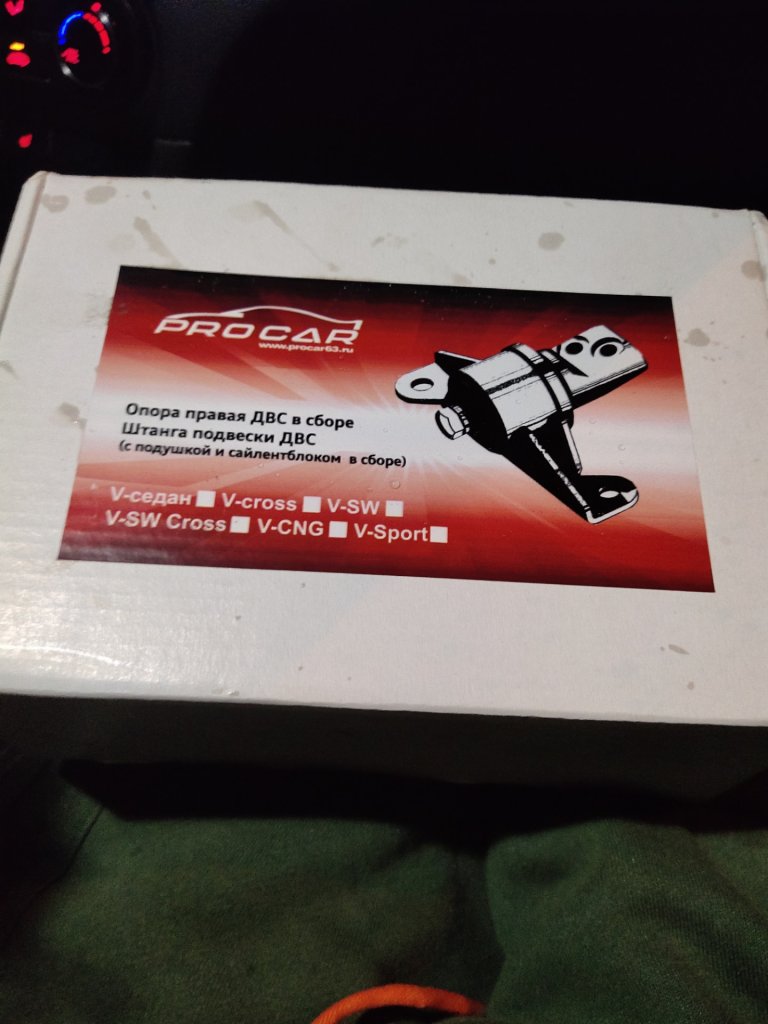 PROCAR
www.procar63.ru
Опора правая ДВС в сборе
Штанга подвески ДВС
(с подушкой и сайлентблоком в сборе)
V-седан V-cross V-SW
V-SW Cross V-CNG V-Sport